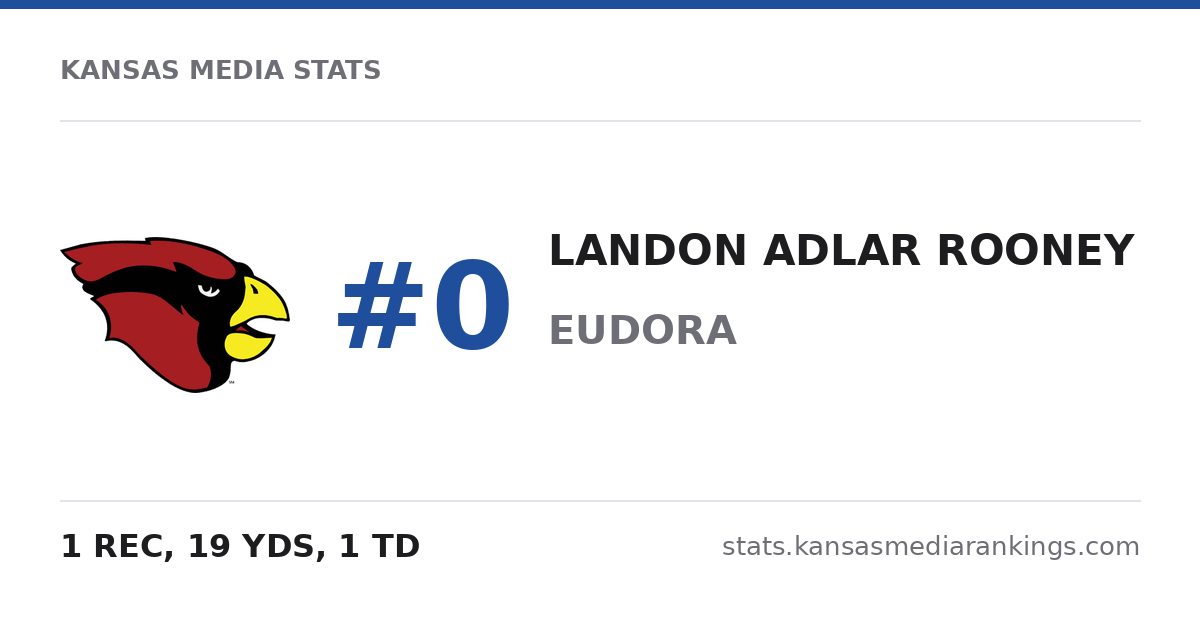 KANSAS MEDIA STATS
#0
LANDON ADLAR ROONEY
EUDORA
1 REC, 19 YDS, 1 TD
stats.kansasmediarankings.com